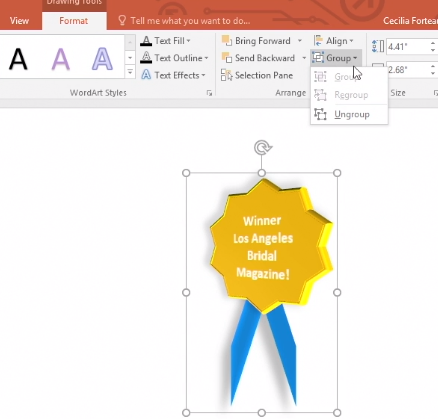 Drawing Tools
View Format Tell me what you want to do... Cecilia Fortear
A A A
Text Fill
Text Outline
Text Effects
WordArt Styles
Bring Forward
Send Backward
Selection Pane
Arrange
Align
Group
Group
Regroup
Ungroup
4.41"
2.68"
Size
Winner
Los Angeles
Bridal
Magazine!